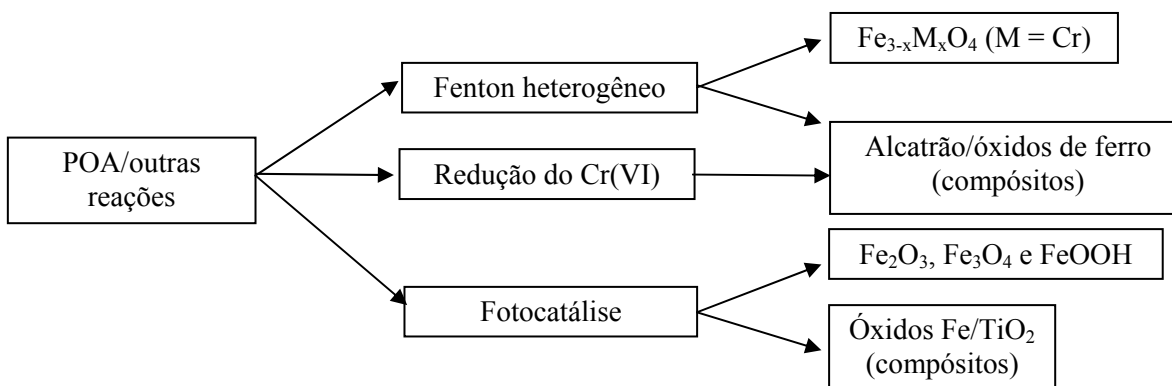 POA/outras
reações
Fenton heterogêneo
Redução do Cr(VI)
Fotocatálise
Fe₃₋ₓMₓO₄ (M = Cr)
Alcatrão/óxidos de ferro
(compósitos)
Fe₂O₃, Fe₃O₄ e FeOOH
Óxidos Fe/TiO₂
(compósitos)